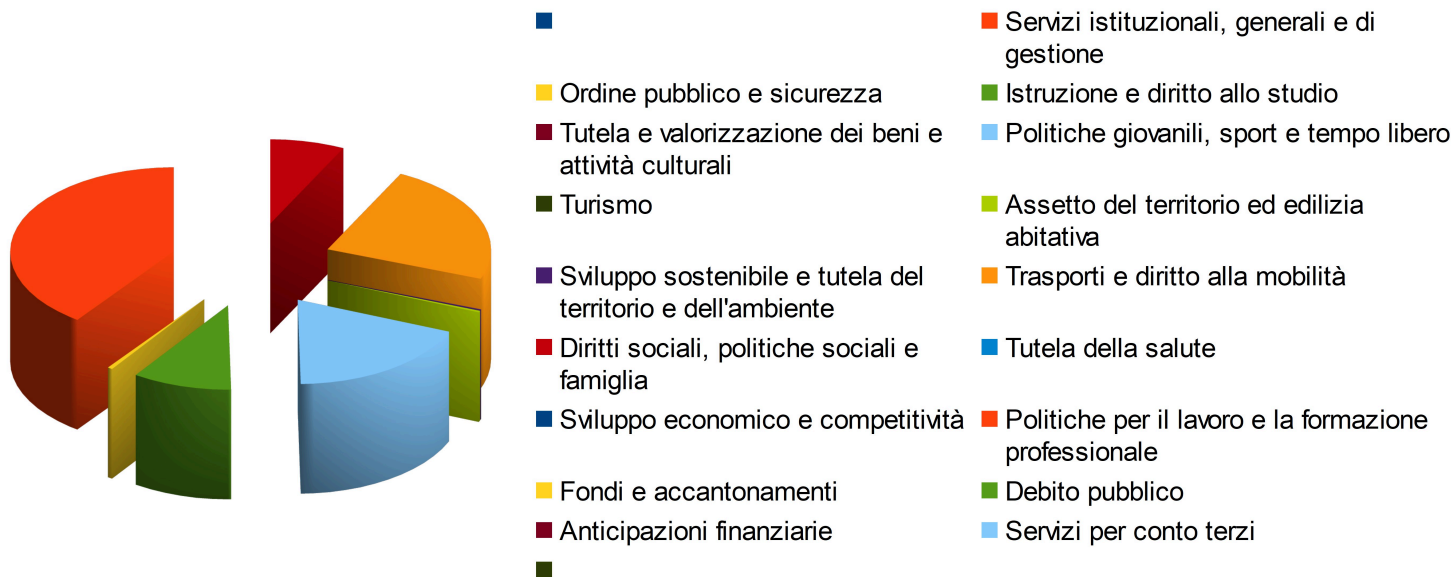 Servizi istituzionali, generali e di
gestione
Ordine pubblico e sicurezza
Istruzione e diritto allo studio
Tutela e valorizzazione dei beni e
attività culturali
Politiche giovanili, sport e tempo libero
Turismo
Assetto del territorio ed edilizia
abitativa
Sviluppo sostenibile e tutela del
territorio e dell'ambiente
Trasporti e diritto alla mobilità
Diritti sociali, politiche sociali e
famiglia
Tutela della salute
Sviluppo economico e competitività
Politiche per il lavoro e la formazione
professionale
Fondi e accantonamenti
Debito pubblico
Anticipazioni finanziarie
Servizi per conto terzi